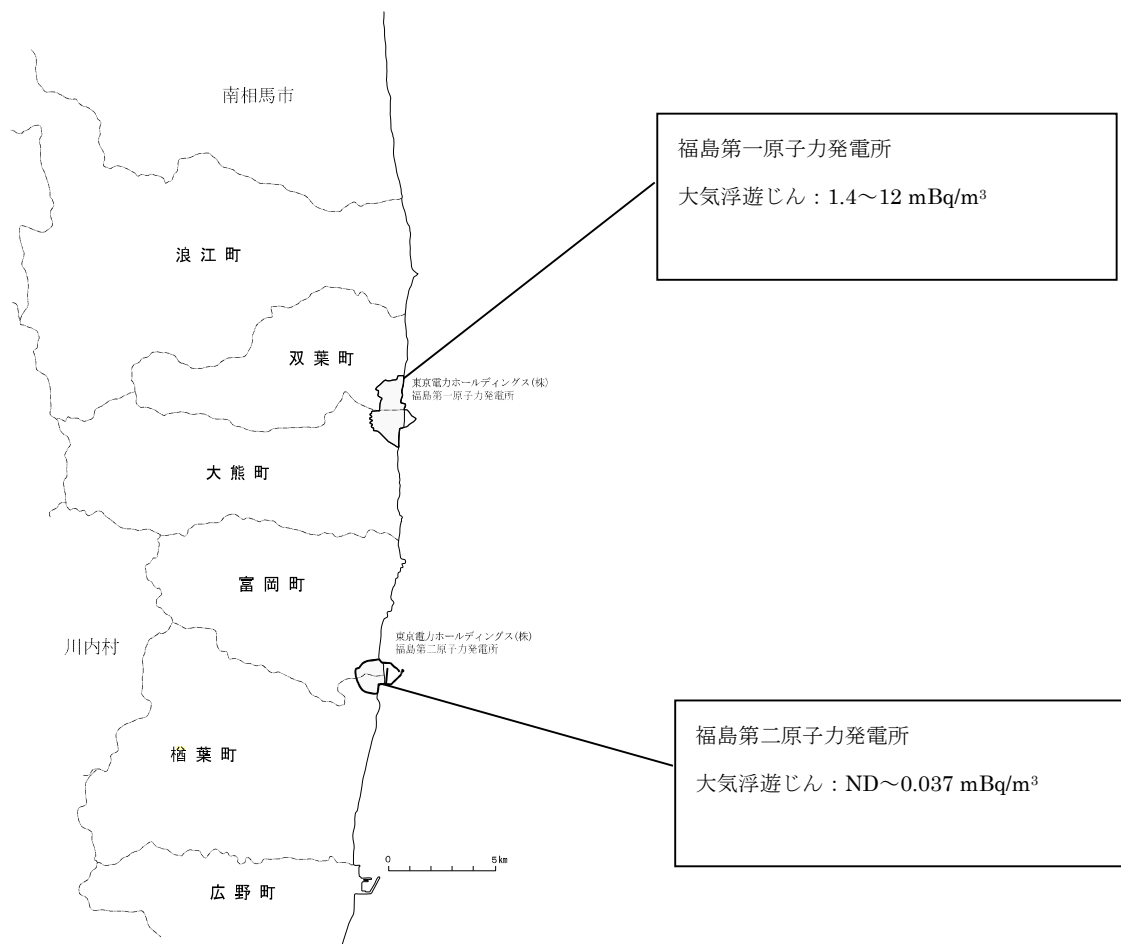 南相馬市
福島第一原子力発電所
大気浮遊じん：1.4～12 mBq/m³
浪江町
双葉町
東京電力ホールディングス(株)
福島第一原子力発電所
大熊町
富岡町
東京電力ホールディングス(株)
福島第二原子力発電所
川内村
福島第二原子力発電所
大気浮遊じん：ND～0.037 mBq/m³
楢葉町
0 5km
広野町